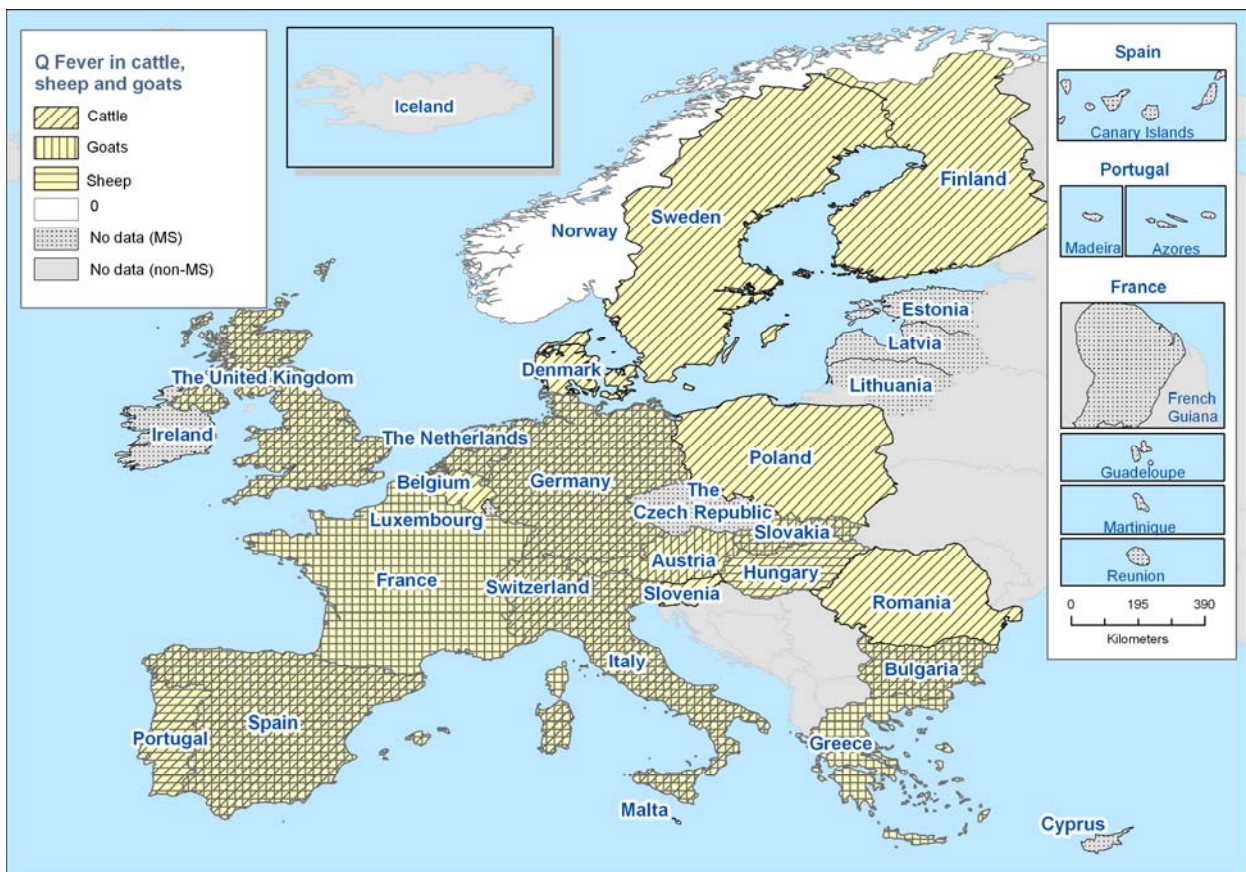 Q Fever in cattle,
sheep and goats
Cattle
Goats
Sheep
0
No data (MS)
No data (non-MS)
Iceland
Norway
Sweden
Finland
Estonia
Latvia
Lithuania
Denmark
The United Kingdom
Ireland
The Netherlands
Belgium
Luxembourg
Germany
Poland
The
Czech Republic
Slovakia
Austria
Hungary
Slovenia
France
Switzerland
Romania
Italy
Bulgaria
Portugal
Spain
Greece
Malta
Cyprus
Spain
Canary Islands
Portugal
Madeira
Azores
France
French
Guiana
Guadeloupe
Martinique
Reunion
0 195 390
Kilometers